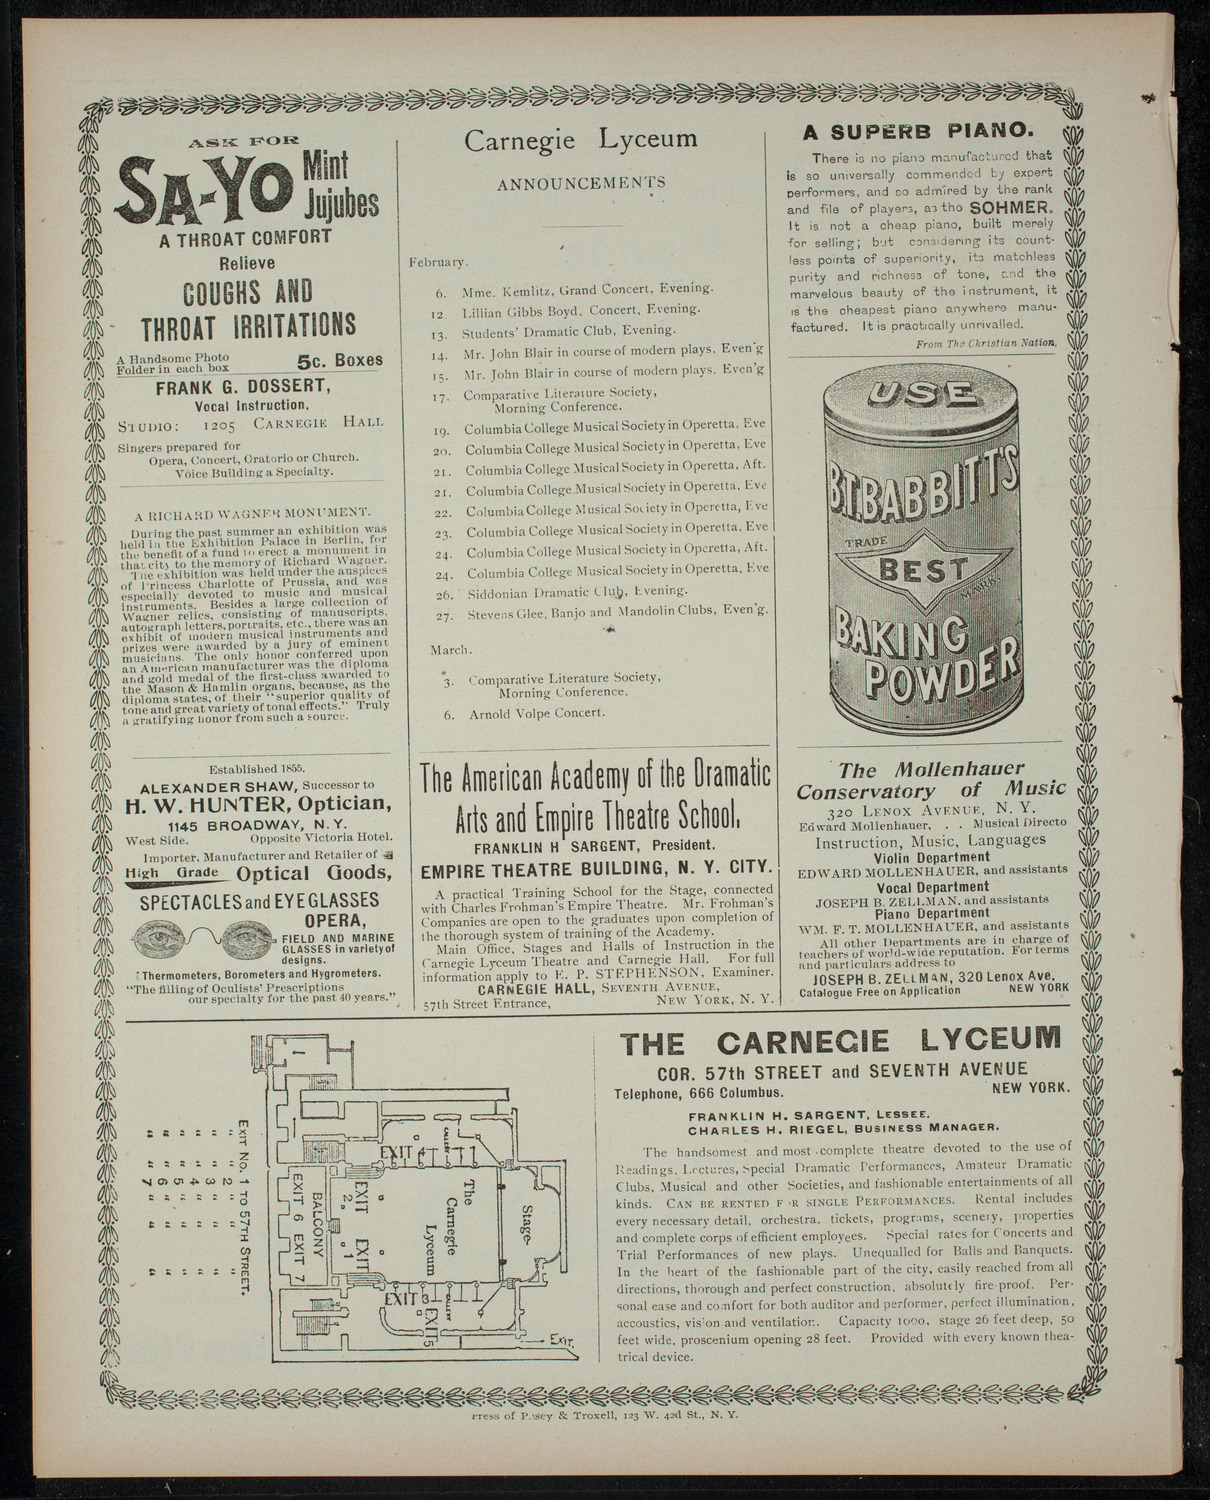 ASK FOR
SA-YO Mint
Jujubes
A THROAT COMFORT
Relieve
COUGHS AND
THROAT IRRITATIONS
A Handsome Photo
Folder in each box 5c. Boxes
FRANK G. DOSSERT,
Vocal Instruction.
STUDIO: 1205 CARNEGIE HALL
Singers prepared for
Opera, Concert, Oratorio or Church.
Voice Building a Specialty.
A RICHARD WAGNER MONUMENT.
During the past summer an exhibition was
held in the Exhibition Palace in Berlin, for
the benefit of a fund to erect a monument in
that city to the memory of Richard Wagner.
The exhibition was held under the auspices
of Princess Charlotte of Prussia, and was
especially devoted to music and musical
instruments. Besides a large collection of
Wagner relics, consisting of manuscripts,
autograph letters, portraits, etc., there was an
exhibit of modern musical instruments and
prizes were awarded by a jury of eminent
musicians. The only honor conferred upon
an American manufacturer was the diploma
and gold medal of the first-class awarded to
the Mason & Hamlin organs, because, as the
diploma states, of their "superior quality of
tone and great variety of tonal effects." Truly
a gratifying honor from such a source.
Established 1855.
ALEXANDER SHAW, Successor to
H. W. HUNTER, Optician,
1145 BROADWAY, N. Y.
West Side. Opposite Victoria Hotel.
Importer, Manufacturer and Retailer of
High Grade Optical Goods,
SPECTACLES and EYEGLASSES
OPERA,
FIELD AND MARINE
GLASSES in variety of
designs.
Thermometers, Borometers and Hygrometers.
"The filling of Oculists' Prescriptions
our specialty for the past 40 years."
Carnegie Lyceum
ANNOUNCEMENTS
February.
6. Mme. Kemlitz, Grand Concert, Evening.
12. Lillian Gibbs Boyd, Concert, Evening.
13. Students' Dramatic Club, Evening.
14. Mr. John Blair in course of modern plays, Even'g
15. Mr. John Blair in course of modern plays, Even'g
17. Comparative Literature Society,
Morning Conference.
19. Columbia College Musical Society in Operetta, Eve
20. Columbia College Musical Society in Operetta, Eve
21. Columbia College Musical Society in Operetta, Aft.
21. Columbia College Musical Society in Operetta, Eve
22. Columbia College Musical Society in Operetta, Eve
23. Columbia College Musical Society in Operetta, Eve
24. Columbia College Musical Society in Operetta, Aft.
24. Columbia College Musical Society in Operetta, Eve
26. Siddonian Dramatic Club, Evening.
27. Stevens Glee, Banjo and Mandolin Clubs, Even'g.
March.
3. Comparative Literature Society,
Morning Conference.
6. Arnold Volpe Concert.
The American Academy of the Dramatic
Arts and Empire Theatre School,
FRANKLIN H SARGENT, President.
EMPIRE THEATRE BUILDING, N. Y. CITY.
A practical Training School for the Stage, connected
with Charles Frohman's Empire Theatre. Mr. Frohman's
Companies are open to the graduates upon completion of
the thorough system of training of the Academy.
Main Office, Stages and Halls of Instruction in the
Carnegie Lyceum Theatre and Carnegie Hall. For full
information apply to E. P. STEPHENSON, Examiner.
CARNEGIE HALL, SEVENTH AVENUE,
57th Street Entrance, NEW YORK, N. Y.
A SUPERB PIANO.
There is no piano manufactured that
is so universally commended by expert
performers, and so admired by the rank
and file of players, as the SOHMER.
It is not a cheap piano, built merely
for selling; but considering its count-
less points of superiority, its matchless
purity and richness of tone, and the
marvelous beauty of the instrument, it
is the cheapest piano anywhere manu-
factured. It is practically unrivalled.
From The Christian Nation.
USE
B.T. BABBITT'S
TRADE
BEST
MARK
BAKING
POWDER
The Mollenhauer
Conservatory of Music
320 LENOX AVENUE, N. Y.
Edward Mollenhauer, . . Musical Directo
Instruction, Music, Languages
Violin Department
EDWARD MOLLENHAUER, and assistants
Vocal Department
JOSEPH B. ZELLMAN, and assistants
Piano Department
WM. F. T. MOLLENHAUER, and assistants
All other Departments are in charge of
teachers of world-wide reputation. For terms
and particulars address to
JOSEPH B. ZELLMAN, 320 Lenox Ave,
Catalogue Free on Application NEW YORK
EXIT No. 1 TO 57TH STREET.
" " 2 " " "
" " 3 " " "
" " 4 " " "
" " 5 " " "
" " 6 " " "
" " 7 " " "
BALCONY
EXIT 6 EXIT 7
EXIT 2
EXIT 1
EXIT 4
GALLERY
The
Carnegie
Lyceum
Stage
EXIT 3
GALLERY
EXIT 5
EXIT
THE CARNEGIE LYCEUM
COR. 57th STREET and SEVENTH AVENUE
Telephone, 666 Columbus. NEW YORK.
FRANKLIN H. SARGENT, LESSEE.
CHARLES H. RIEGEL, BUSINESS MANAGER.
The handsomest and most complete theatre devoted to the use of
Readings, Lectures, Special Dramatic Performances, Amateur Dramatic
Clubs, Musical and other Societies, and fashionable entertainments of all
kinds. CAN BE RENTED F R SINGLE PERFORMANCES. Rental includes
every necessary detail, orchestra, tickets, programs, scenery, properties
and complete corps of efficient employees. Special rates for Concerts and
Trial Performances of new plays. Unequalled for Balls and Banquets.
In the heart of the fashionable part of the city, easily reached from all
directions, thorough and perfect construction, absolutely fire proof. Per-
sonal ease and comfort for both auditor and performer, perfect illumination,
accoustics, vision and ventilation. Capacity 1000, stage 26 feet deep, 50
feet wide, proscenium opening 28 feet. Provided with every known thea-
trical device.
Press of Pusey & Troxell, 123 W. 42d St., N. Y.